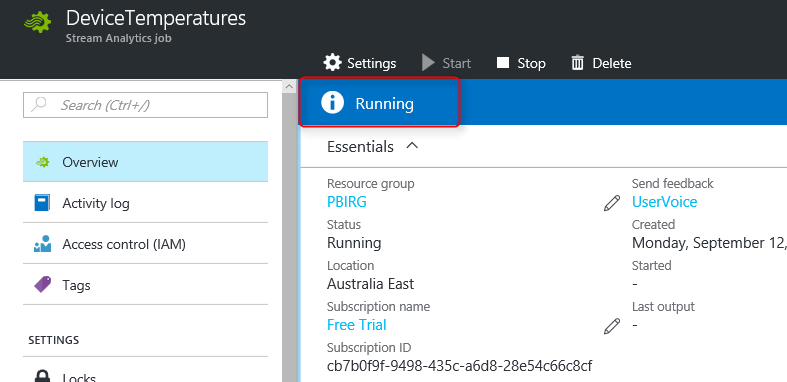 DeviceTemperatures
Stream Analytics job
Settings
Start
Stop
Delete
Search (Ctrl+/)
Running
Overview
Activity log
Access control (IAM)
Tags
SETTINGS
Locks
Essentials
Resource group
PBIRG
Status
Running
Location
Australia East
Subscription name
Free Trial
Subscription ID
cb7b0f9f-9498-435c-a6d8-28e54c66c8cf
Send feedback
UserVoice
Created
Monday, September 12,
Started
-
Last output
-